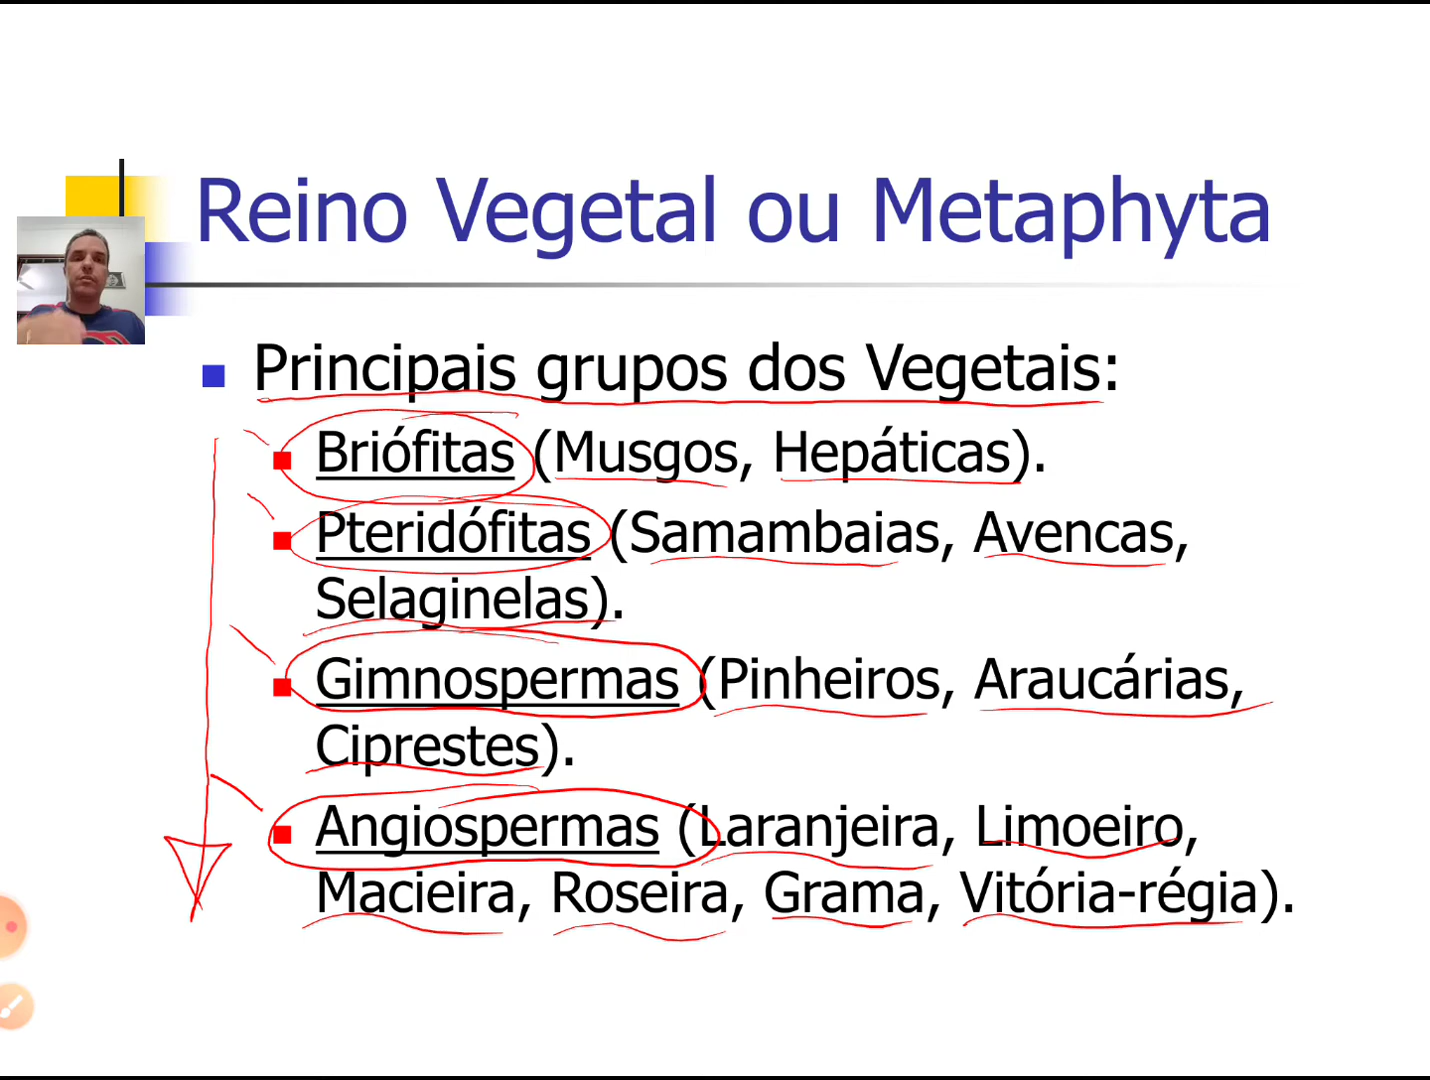 Reino Vegetal ou Metaphyta
Principais grupos dos Vegetais:
Briófitas (Musgos, Hepáticas).
Pteridófitas (Samambaias, Avencas,
Selaginelas).
Gimnospermas (Pinheiros, Araucárias,
Ciprestes).
Angiospermas (Laranjeira, Limoeiro,
Macieira, Roseira, Grama, Vitória-régia).